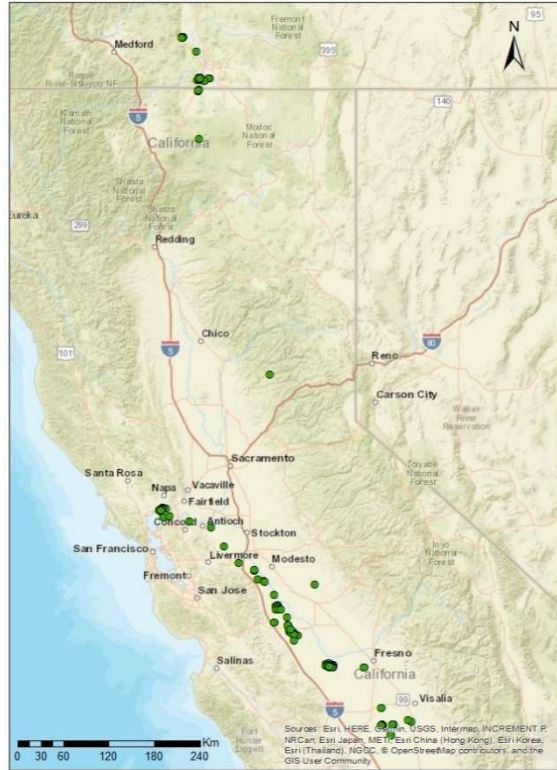 Fremont
National
Forest
95
N
Medford
395
Rogue
River-Siskiyou NF
140
Klamath
National
Forest
5
Modoc
National
Forest
California
Shasta
National
Forest
Shasta
National
Forest
Eureka
299
Redding
Chico
101
5
Reno
80
Carson City
Walker
River
Reservation
Toiyabe
National
Forest
Sacramento
Santa Rosa
Napa
Vacaville
Fairfield
Concord
Antioch
Stockton
Inyo
National
Forest
San Francisco
Livermore
Modesto
Fremont
San Jose
Fresno
Salinas
California
99
Visalia
5
Fort
Hunter
Liggett
Sources: Esri, HERE, Garmin, USGS, Intermap, INCREMENT P,
NRCan, Esri Japan, METI, Esri China (Hong Kong), Esri Korea,
Esri (Thailand), NGCC, © OpenStreetMap contributors, and the
GIS User Community
Km
0 30 60 120 180 240